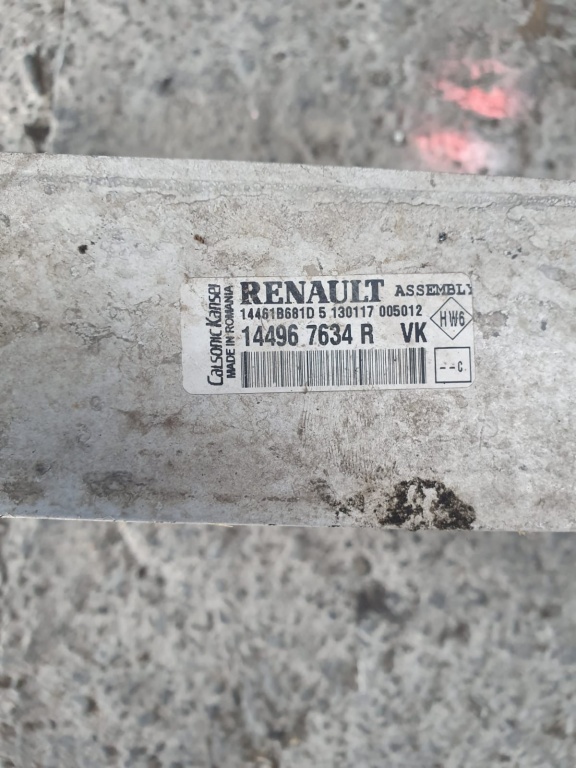 Calsonic Kansei
MADE IN ROMANIA
RENAULT ASSEMBLY
14461B681D 5 130117 005012
14496 7634 R VK
HW6
--C